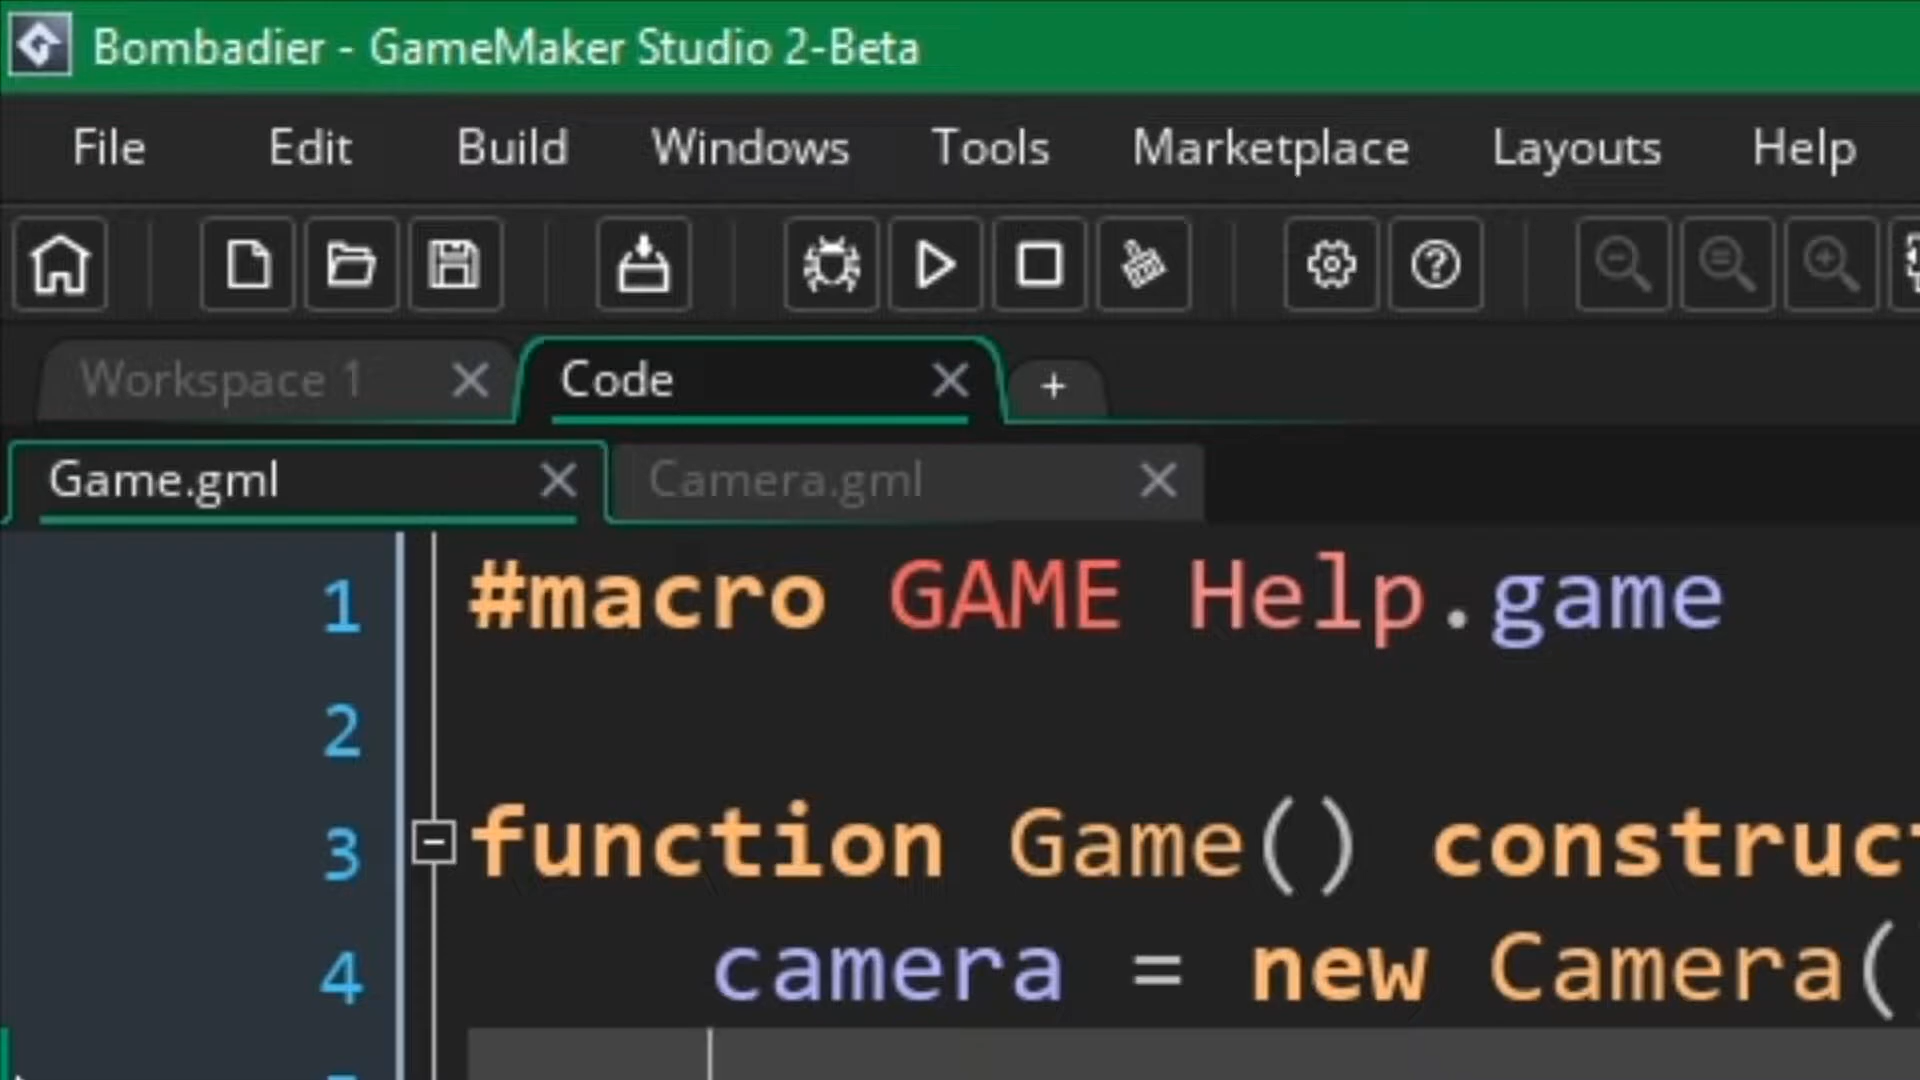 Bombadier - GameMaker Studio 2-Beta
File Edit Build Windows Tools Marketplace Layouts Help
Workspace 1 Code +
Game.gml Camera.gml
1 #macro GAME Help.game
2
3 function Game() construct
4 camera = new Camera(